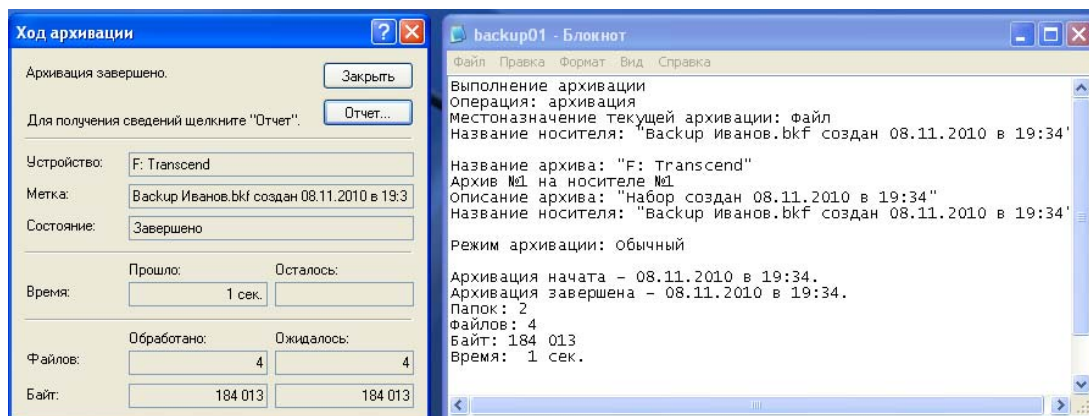 Ход архивации
Архивация завершено.
Закрыть
Для получения сведений щелкните "Отчет".
Отчет...
Устройство: F: Transcend
Метка: Backup Иванов.bkf создан 08.11.2010 в 19:3
Состояние: Завершено
Прошло: Осталось:
Время: 1 сек.
Обработано: Ожидалось:
Файлов: 4 4
Байт: 184 013 184 013
backup01 - Блокнот
Файл Правка Формат Вид Справка
Выполнение архивации
Операция: архивация
Местоназначение текущей архивации: Файл
Название носителя: "Backup Иванов.bkf создан 08.11.2010 в 19:34"
Название архива: "F: Transcend"
Архив №1 на носителе №1
Описание архива: "Набор создан 08.11.2010 в 19:34"
Название носителя: "Backup Иванов.bkf создан 08.11.2010 в 19:34"
Режим архивации: Обычный
Архивация начата – 08.11.2010 в 19:34.
Архивация завершена – 08.11.2010 в 19:34.
Папок: 2
Файлов: 4
Байт: 184 013
Время: 1 сек.